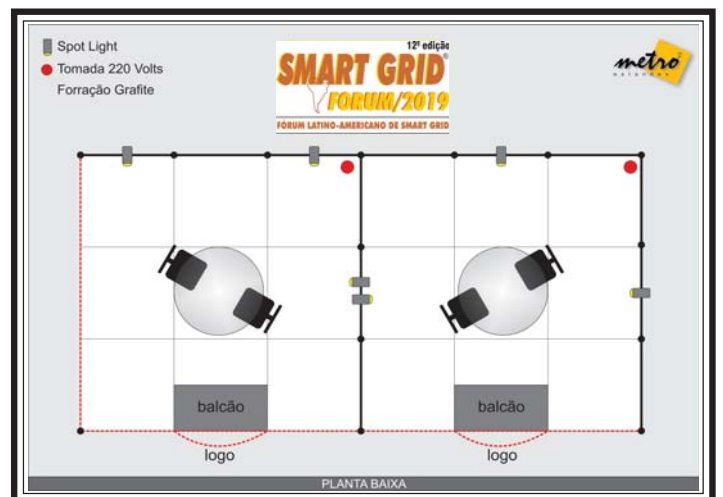 Spot Light
Tomada 220 Volts
Forração Grafite
12ª edição
SMART GRID®
FORUM/2019
FÓRUM LATINO-AMERICANO DE SMART GRID
metro
balcão
balcão
logo
logo
PLANTA BAIXA